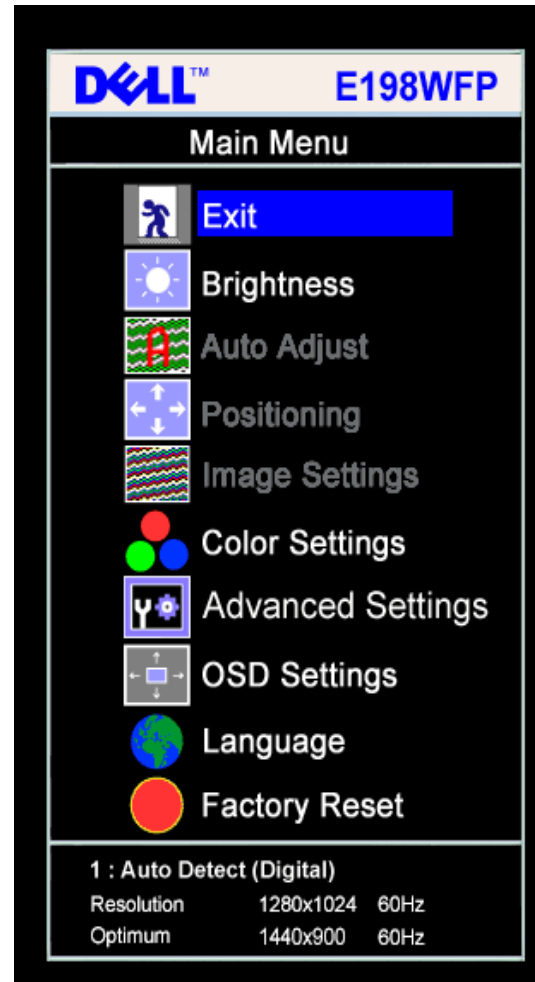 DELL™ E198WFP
Main Menu
Exit
Brightness
Auto Adjust
Positioning
Image Settings
Color Settings
Advanced Settings
OSD Settings
Language
Factory Reset
1 : Auto Detect (Digital)
Resolution 1280x1024 60Hz
Optimum 1440x900 60Hz